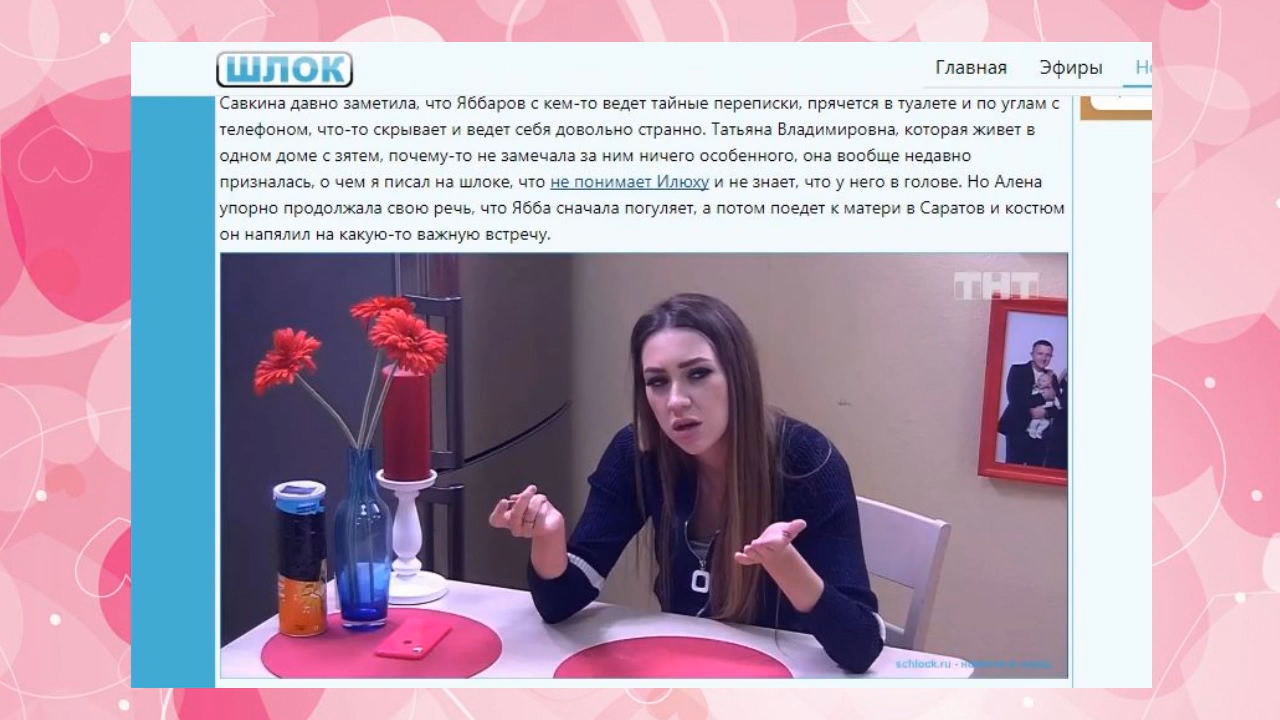 ШЛОК
Главная
Эфиры
Савкина давно заметила, что Яббаров с кем-то ведет тайные переписки, прячется в туалете и по углам с
телефоном, что-то скрывает и ведет себя довольно странно. Татьяна Владимировна, которая живет в
одном доме с зятем, почему-то не замечала за ним ничего особенного, она вообще недавно
призналась, о чем я писал на шлоке, что не понимает Илюху и не знает, что у него в голове. Но Алена
упорно продолжала свою речь, что Ябба сначала погуляет, а потом поедет к матери в Саратов и костюм
он напялил на какую-то важную встречу.
ТНТ
schlock.ru -